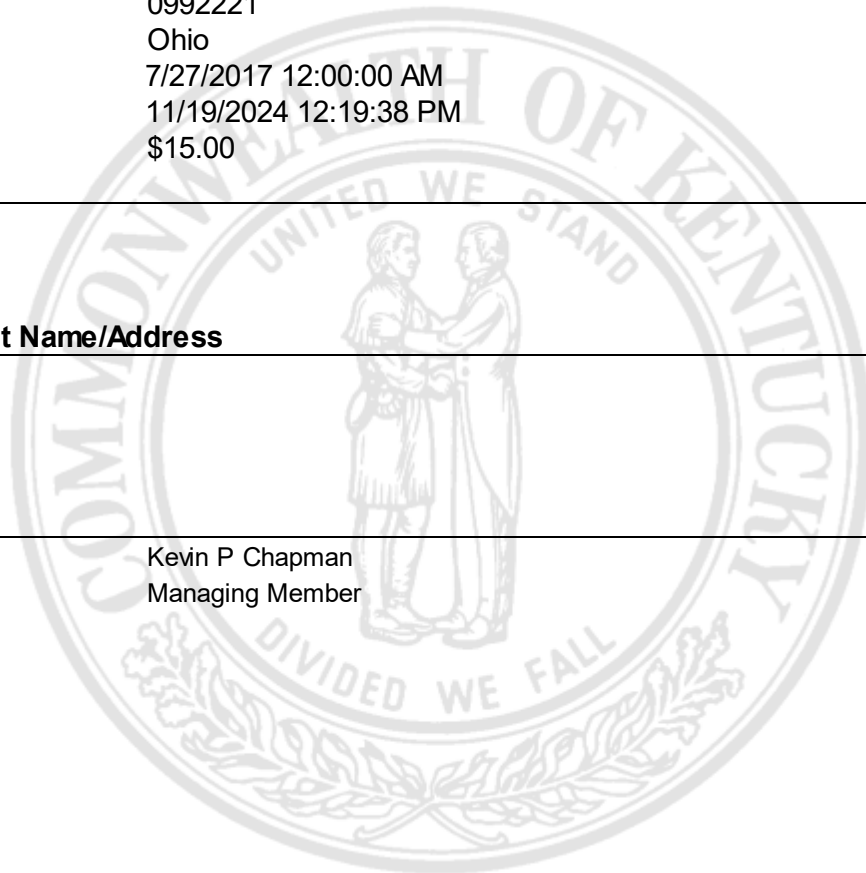 0992221
Ohio
7/27/2017 12:00:00 AM
11/19/2024 12:19:38 PM
$15.00
t Name/Address
Kevin P Chapman
Managing Member
COMMONWEALTH OF KENTUCKY
UNITED WE STAND
DIVIDED WE FALL